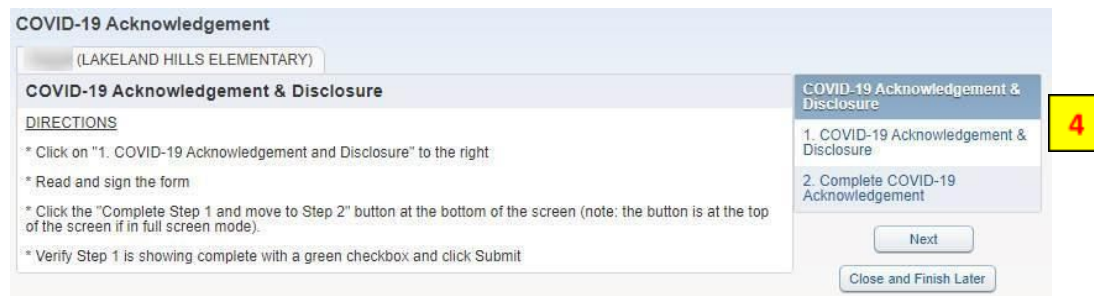 COVID-19 Acknowledgement
(LAKELAND HILLS ELEMENTARY)
COVID-19 Acknowledgement & Disclosure
DIRECTIONS
* Click on "1. COVID-19 Acknowledgement and Disclosure" to the right
* Read and sign the form
* Click the "Complete Step 1 and move to Step 2" button at the bottom of the screen (note: the button is at the top
of the screen if in full screen mode).
* Verify Step 1 is showing complete with a green checkbox and click Submit
COVID-19 Acknowledgement &
Disclosure
1. COVID-19 Acknowledgement &
Disclosure
2. Complete COVID-19
Acknowledgement
Next
Close and Finish Later
4